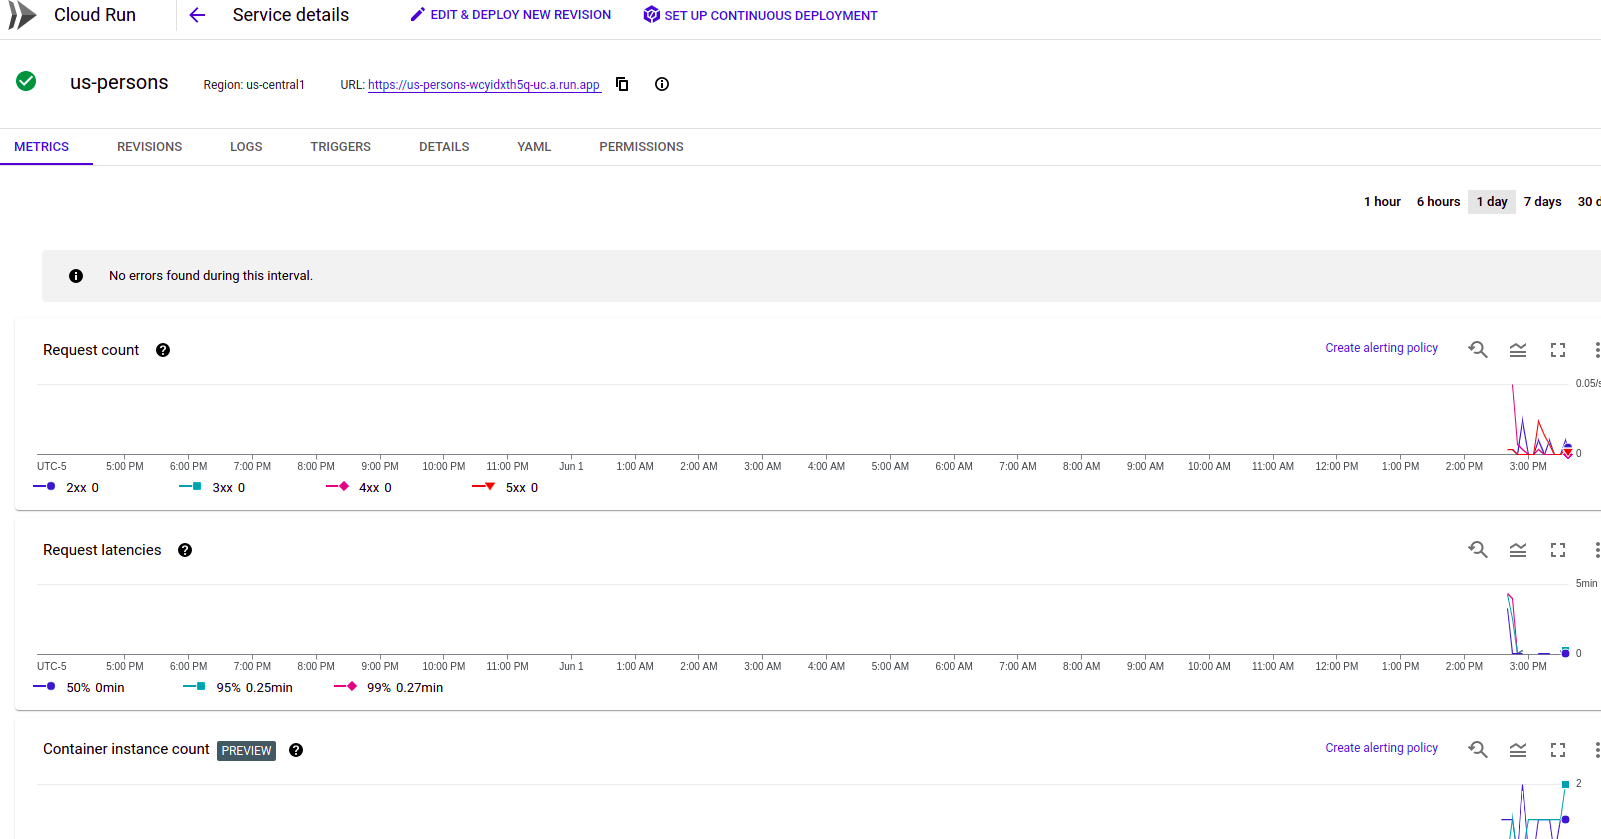 Cloud Run
Service details
EDIT & DEPLOY NEW REVISION
SET UP CONTINUOUS DEPLOYMENT
us-persons
Region: us-central1
URL: https://us-persons-wcyidxth5q-uc.a.run.app
METRICS REVISIONS LOGS TRIGGERS DETAILS YAML PERMISSIONS
1 hour 6 hours 1 day 7 days 30 d
No errors found during this interval.
Request count
Create alerting policy
0.05/s
0
UTC-5 5:00 PM 6:00 PM 7:00 PM 8:00 PM 9:00 PM 10:00 PM 11:00 PM Jun 1 1:00 AM 2:00 AM 3:00 AM 4:00 AM 5:00 AM 6:00 AM 7:00 AM 8:00 AM 9:00 AM 10:00 AM 11:00 AM 12:00 PM 1:00 PM 2:00 PM 3:00 PM
2xx 0 3xx 0 4xx 0 5xx 0
Request latencies
5min
0
UTC-5 5:00 PM 6:00 PM 7:00 PM 8:00 PM 9:00 PM 10:00 PM 11:00 PM Jun 1 1:00 AM 2:00 AM 3:00 AM 4:00 AM 5:00 AM 6:00 AM 7:00 AM 8:00 AM 9:00 AM 10:00 AM 11:00 AM 12:00 PM 1:00 PM 2:00 PM 3:00 PM
50% 0min 95% 0.25min 99% 0.27min
Container instance count PREVIEW
Create alerting policy
2